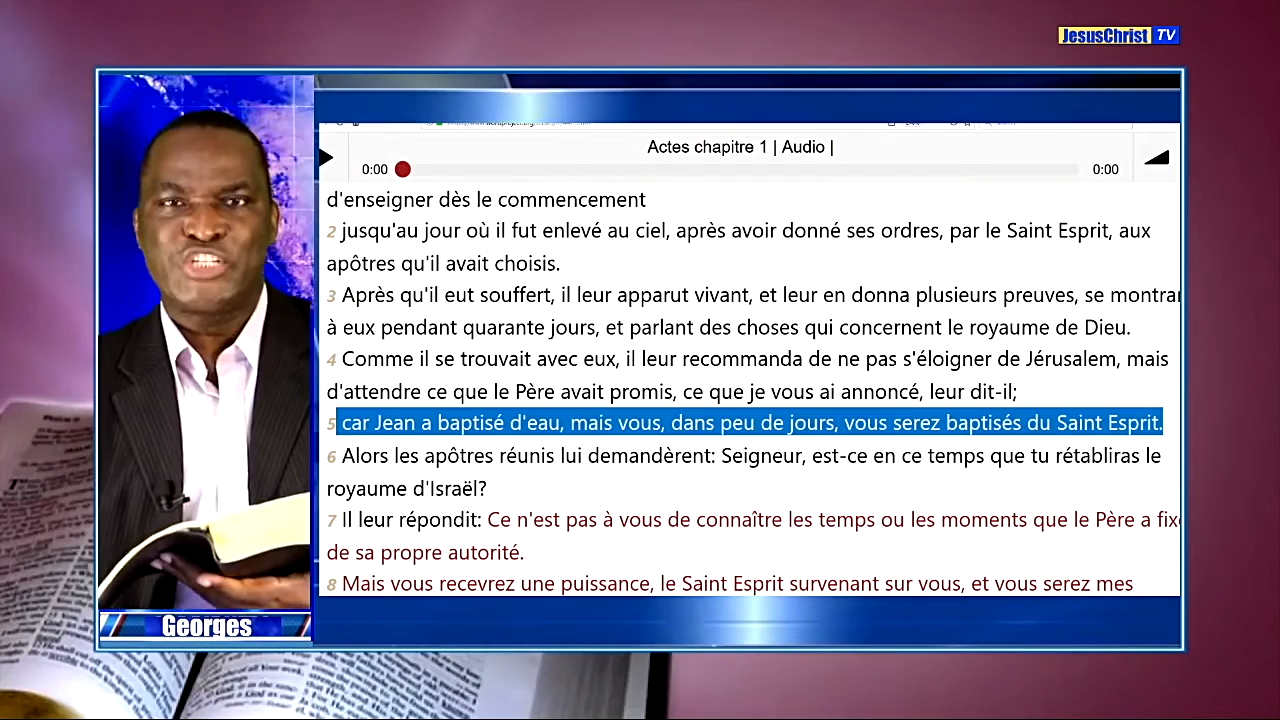 JesusChrist TV
Actes chapitre 1 | Audio |
0:00
0:00
d'enseigner dès le commencement
2 jusqu'au jour où il fut enlevé au ciel, après avoir donné ses ordres, par le Saint Esprit, aux
apôtres qu'il avait choisis.
3 Après qu'il eut souffert, il leur apparut vivant, et leur en donna plusieurs preuves, se montra
à eux pendant quarante jours, et parlant des choses qui concernent le royaume de Dieu.
4 Comme il se trouvait avec eux, il leur recommanda de ne pas s'éloigner de Jérusalem, mais
d'attendre ce que le Père avait promis, ce que je vous ai annoncé, leur dit-il;
5 car Jean a baptisé d'eau, mais vous, dans peu de jours, vous serez baptisés du Saint Esprit.
6 Alors les apôtres réunis lui demandèrent: Seigneur, est-ce en ce temps que tu rétabliras le
royaume d'Israël?
7 Il leur répondit: Ce n'est pas à vous de connaître les temps ou les moments que le Père a fix
de sa propre autorité.
8 Mais vous recevrez une puissance, le Saint Esprit survenant sur vous, et vous serez mes
Georges